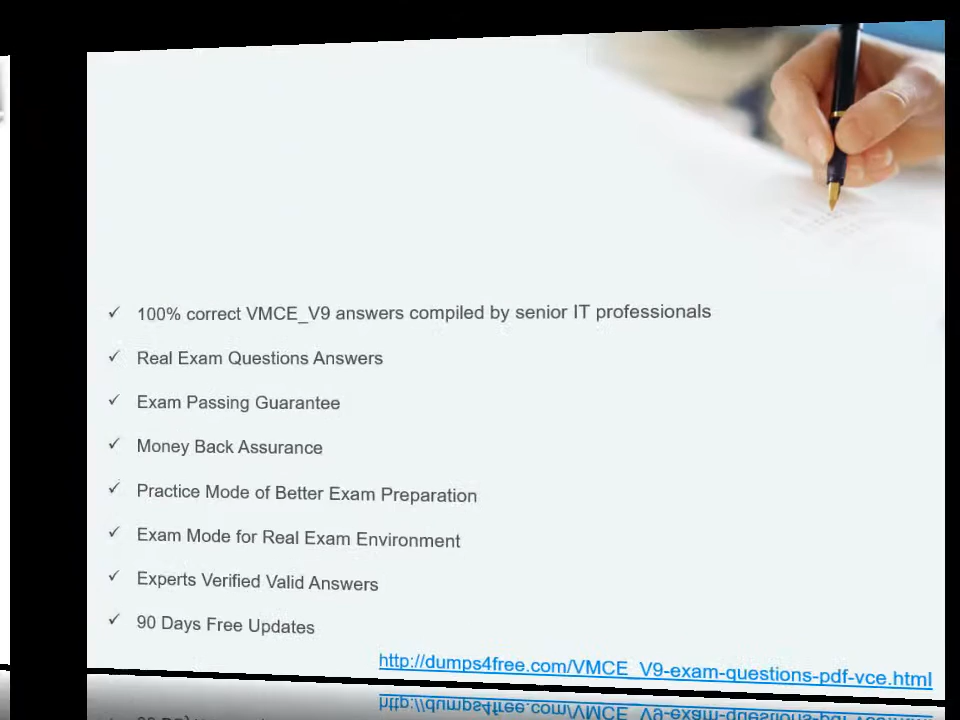 100% correct VMCE_V9 answers compiled by senior IT professionals
Real Exam Questions Answers
Exam Passing Guarantee
Money Back Assurance
Practice Mode of Better Exam Preparation
Exam Mode for Real Exam Environment
Experts Verified Valid Answers
90 Days Free Updates
http://dumps4free.com/VMCE_V9-exam-questions-pdf-vce.html